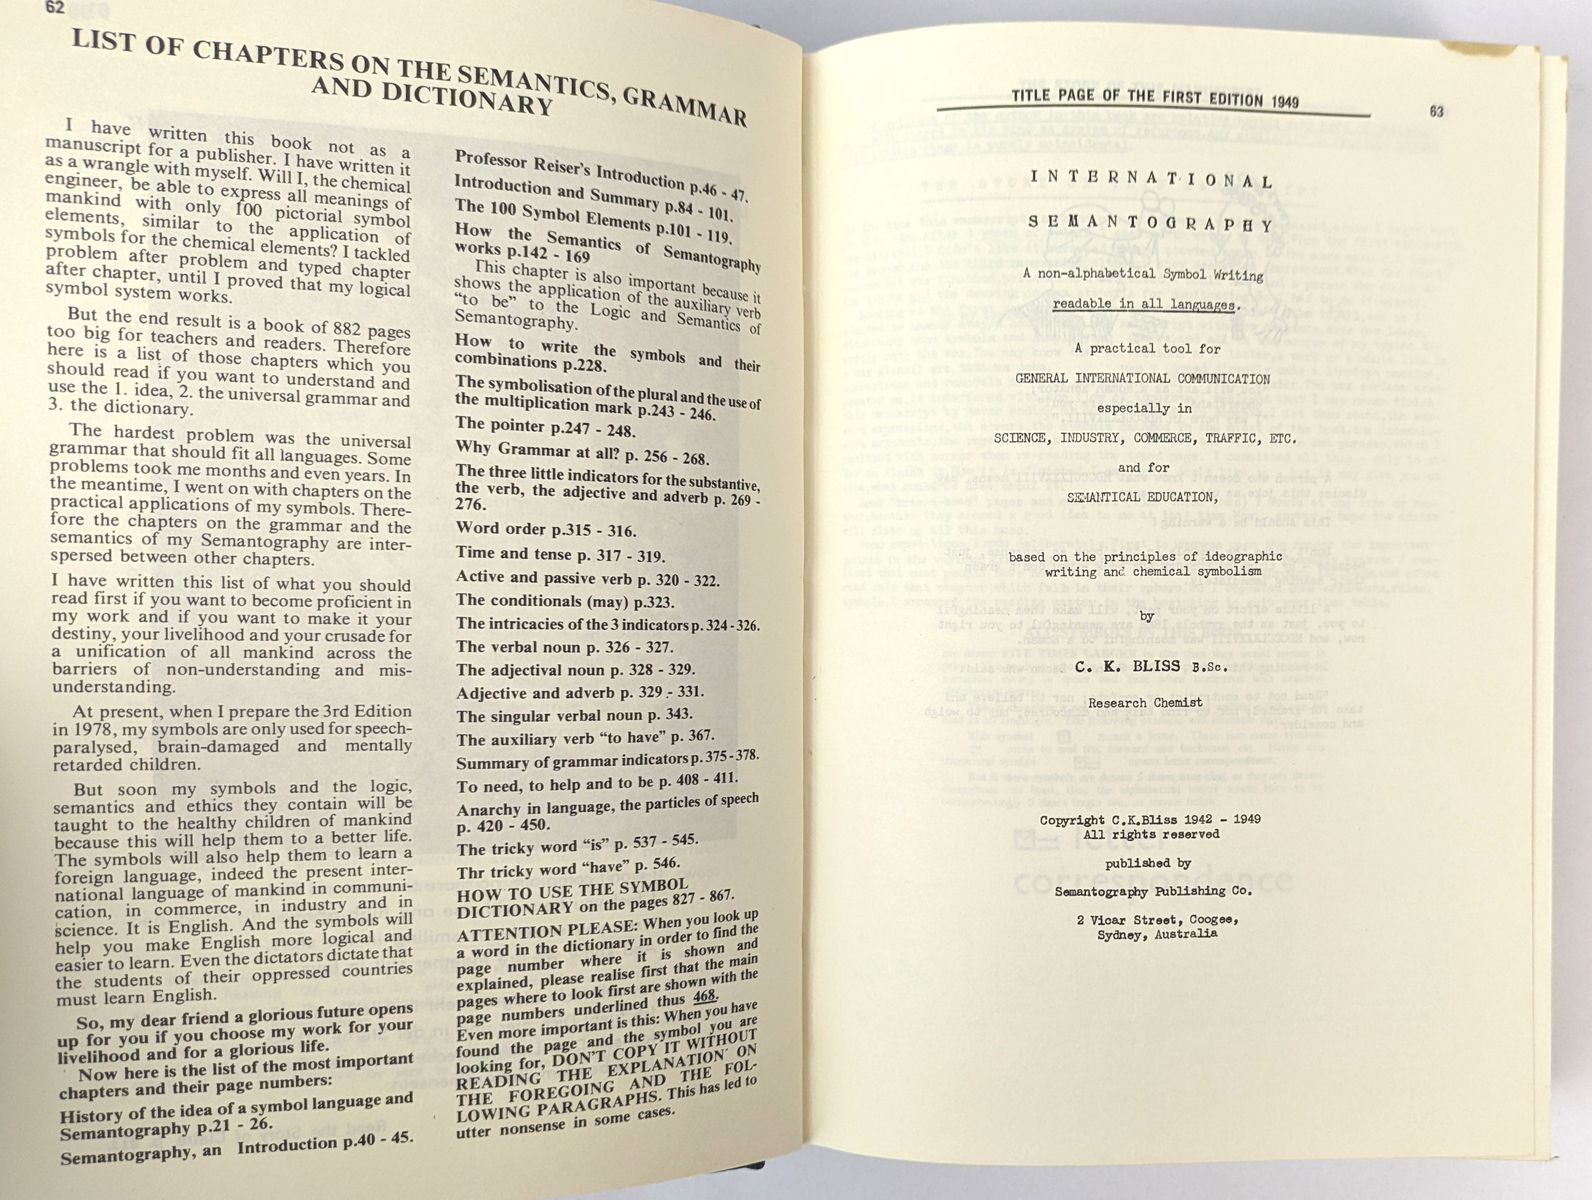 62
LIST OF CHAPTERS ON THE SEMANTICS, GRAMMAR
AND DICTIONARY
I have written this book not as a
manuscript for a publisher. I have written it
as a wrangle with myself. Will I, the chemical
engineer, be able to express all meanings of
mankind with only 100 pictorial symbol
elements, similar to the application of
symbols for the chemical elements? I tackled
problem after problem and typed chapter
after chapter, until I proved that my logical
symbol system works.
But the end result is a book of 882 pages
too big for teachers and readers. Therefore
here is a list of those chapters which you
should read if you want to understand and
use the 1. idea, 2. the universal grammar and
3. the dictionary.
The hardest problem was the universal
grammar that should fit all languages. Some
problems took me months and even years. In
the meantime, I went on with chapters on the
practical applications of my symbols. There-
fore the chapters on the grammar and the
semantics of my Semantography are inter-
spersed between other chapters.
I have written this list of what you should
read first if you want to become proficient in
my work and if you want to make it your
destiny, your livelihood and your crusade for
a unification of all mankind across the
barriers of non-understanding and mis-
understanding.
At present, when I prepare the 3rd Edition
in 1978, my symbols are only used for speech-
paralysed, brain-damaged and mentally
retarded children.
But soon my symbols and the logic,
semantics and ethics they contain will be
taught to the healthy children of mankind
because this will help them to a better life.
The symbols will also help them to learn a
foreign language, indeed the present inter-
national language of mankind in communi-
cation, in commerce, in industry and in
science. It is English. And the symbols will
help you make English more logical and
easier to learn. Even the dictators dictate that
the students of their oppressed countries
must learn English.
So, my dear friend a glorious future opens
up for you if you choose my work for your
livelihood and for a glorious life.
Now here is the list of the most important
chapters and their page numbers:
History of the idea of a symbol language and
Semantography p.21 - 26.
Semantography, an Introduction p.40 - 45.
Professor Reiser's Introduction p.46 - 47.
Introduction and Summary p.84 - 101.
The 100 Symbol Elements p.101 - 119.
How the Semantics of Semantography
works p.142 - 169
This chapter is also important because it
shows the application of the auxiliary verb
"to be" to the Logic and Semantics of
Semantography.
How to write the symbols and their
combinations p.228.
The symbolisation of the plural and the use of
the multiplication mark p.243 - 246.
The pointer p.247 - 248.
Why Grammar at all? p. 256 - 268.
The three little indicators for the substantive,
the verb, the adjective and adverb p. 269 -
276.
Word order p.315 - 316.
Time and tense p. 317 - 319.
Active and passive verb p. 320 - 322.
The conditionals (may) p.323.
The intricacies of the 3 indicators p. 324 - 326.
The verbal noun p. 326 - 327.
The adjectival noun p. 328 - 329.
Adjective and adverb p. 329 - 331.
The singular verbal noun p. 343.
The auxiliary verb "to have" p. 367.
Summary of grammar indicators p. 375 - 378.
To need, to help and to be p. 408 - 411.
Anarchy in language, the particles of speech
p. 420 - 450.
The tricky word "is" p. 537 - 545.
Thr tricky word "have" p. 546.
HOW TO USE THE SYMBOL
DICTIONARY on the pages 827 - 867.
ATTENTION PLEASE: When you look up
a word in the dictionary in order to find the
page number where it is shown and
explained, please realise first that the main
pages where to look first are shown with the
page numbers underlined thus 468.
Even more important is this: When you have
found the page and the symbol you are
looking for, DON'T COPY IT WITHOUT
READING THE EXPLANATION ON
THE FOREGOING AND THE FOL-
LOWING PARAGRAPHS. This has led to
utter nonsense in some cases.
TITLE PAGE OF THE FIRST EDITION 1949
63
INTERNATIONAL
SEMANTOGRAPHY
A non-alphabetical Symbol Writing
readable in all languages.
A practical tool for
GENERAL INTERNATIONAL COMMUNICATION
especially in
SCIENCE, INDUSTRY, COMMERCE, TRAFFIC, ETC.
and for
SEMANTICAL EDUCATION,
based on the principles of ideographic
writing and chemical symbolism
by
C. K. BLISS B.Sc.
Research Chemist
Copyright C.K.Bliss 1942 - 1949
All rights reserved
published by
Semantography Publishing Co.
2 Vicar Street, Coogee,
Sydney, Australia